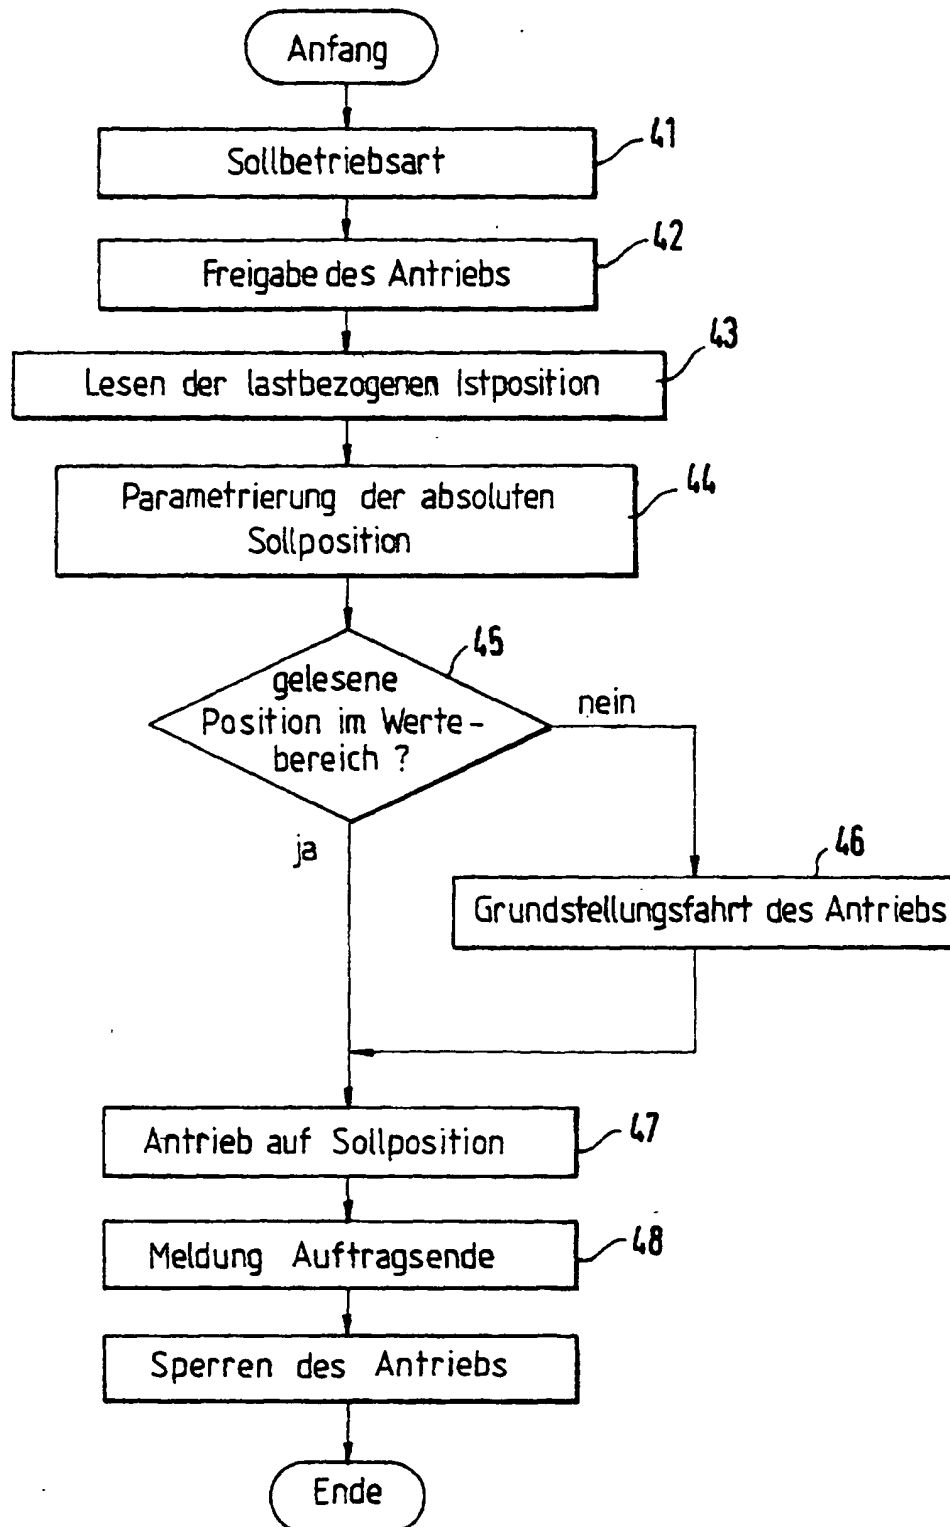 Anfang
41
Sollbetriebsart
42
Freigabe des Antriebs
43
Lesen der lastbezogenen Istposition
44
Parametrierung der absoluten
Sollposition
45
gelesene
Position im Werte-
bereich ?
nein
ja
46
Grundstellungsfahrt des Antriebs
47
Antrieb auf Sollposition
48
Meldung Auftragsende
Sperren des Antriebs
Ende